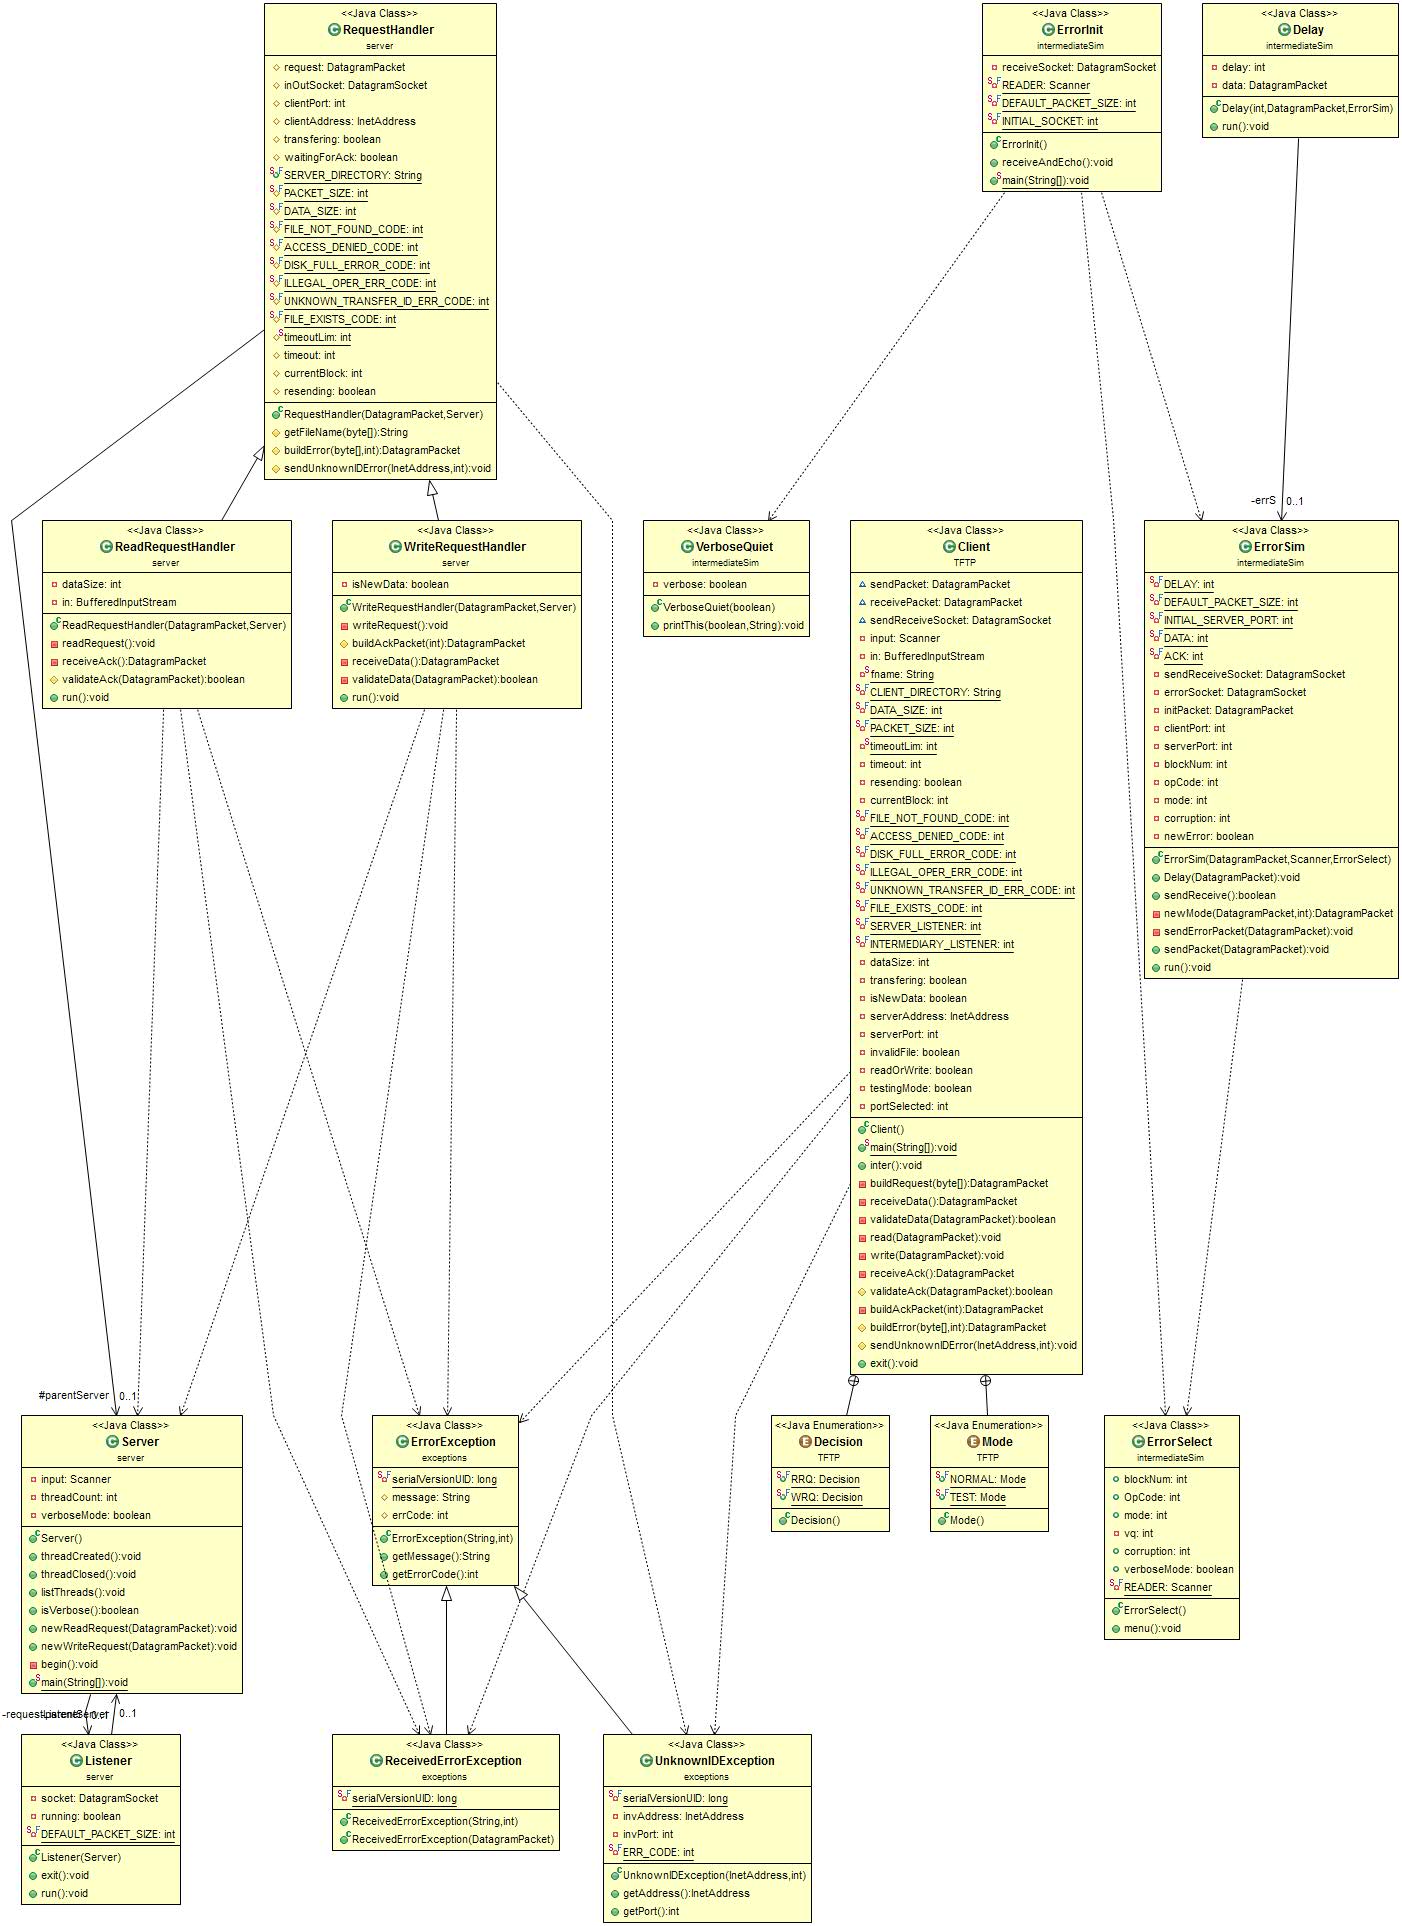 <<Java Class>>
RequestHandler
server
request: DatagramPacket
inOutSocket: DatagramSocket
clientPort: int
clientAddress: InetAddress
transfering: boolean
waitingForAck: boolean
SERVER_DIRECTORY: String
PACKET_SIZE: int
DATA_SIZE: int
FILE_NOT_FOUND_CODE: int
ACCESS_DENIED_CODE: int
DISK_FULL_ERROR_CODE: int
ILLEGAL_OPER_ERR_CODE: int
UNKNOWN_TRANSFER_ID_ERR_CODE: int
FILE_EXISTS_CODE: int
timeoutLim: int
timeout: int
currentBlock: int
resending: boolean
RequestHandler(DatagramPacket,Server)
getFileName(byte[]):String
buildError(byte[],int):DatagramPacket
sendUnknownIDError(InetAddress,int):void
<<Java Class>>
ErrorInit
intermediateSim
receiveSocket: DatagramSocket
READER: Scanner
DEFAULT_PACKET_SIZE: int
INITIAL_SOCKET: int
ErrorInit()
receiveAndEcho():void
main(String[]):void
<<Java Class>>
Delay
intermediateSim
delay: int
data: DatagramPacket
Delay(int,DatagramPacket,ErrorSim)
run():void
-errS
0..1
<<Java Class>>
ReadRequestHandler
server
dataSize: int
in: BufferedInputStream
ReadRequestHandler(DatagramPacket,Server)
readRequest():void
receiveAck():DatagramPacket
validateAck(DatagramPacket):boolean
run():void
<<Java Class>>
WriteRequestHandler
server
isNewData: boolean
WriteRequestHandler(DatagramPacket,Server)
writeRequest():void
buildAckPacket(int):DatagramPacket
receiveData():DatagramPacket
validateData(DatagramPacket):boolean
run():void
<<Java Class>>
VerboseQuiet
intermediateSim
verbose: boolean
VerboseQuiet(boolean)
printThis(boolean,String):void
<<Java Class>>
Client
TFTP
sendPacket: DatagramPacket
receivePacket: DatagramPacket
sendReceiveSocket: DatagramSocket
input: Scanner
in: BufferedInputStream
fname: String
CLIENT_DIRECTORY: String
DATA_SIZE: int
PACKET_SIZE: int
timeoutLim: int
timeout: int
resending: boolean
currentBlock: int
FILE_NOT_FOUND_CODE: int
ACCESS_DENIED_CODE: int
DISK_FULL_ERROR_CODE: int
ILLEGAL_OPER_ERR_CODE: int
UNKNOWN_TRANSFER_ID_ERR_CODE: int
FILE_EXISTS_CODE: int
SERVER_LISTENER: int
INTERMEDIARY_LISTENER: int
dataSize: int
transfering: boolean
isNewData: boolean
serverAddress: InetAddress
serverPort: int
invalidFile: boolean
readOrWrite: boolean
testingMode: boolean
portSelected: int
Client()
main(String[]):void
inter():void
buildRequest(byte[]):DatagramPacket
receiveData():DatagramPacket
validateData(DatagramPacket):boolean
read(DatagramPacket):void
write(DatagramPacket):void
receiveAck():DatagramPacket
validateAck(DatagramPacket):boolean
buildAckPacket(int):DatagramPacket
buildError(byte[],int):DatagramPacket
sendUnknownIDError(InetAddress,int):void
exit():void
<<Java Class>>
ErrorSim
intermediateSim
DELAY: int
DEFAULT_PACKET_SIZE: int
INITIAL_SERVER_PORT: int
DATA: int
ACK: int
sendReceiveSocket: DatagramSocket
errorSocket: DatagramSocket
initPacket: DatagramPacket
clientPort: int
serverPort: int
blockNum: int
opCode: int
mode: int
corruption: int
newError: boolean
ErrorSim(DatagramPacket,Scanner,ErrorSelect)
Delay(DatagramPacket):void
sendReceive():boolean
newMode(DatagramPacket,int):DatagramPacket
sendErrorPacket(DatagramPacket):void
sendPacket(DatagramPacket):void
run():void
#parentServer
0..1
<<Java Class>>
Server
server
input: Scanner
threadCount: int
verboseMode: boolean
Server()
threadCreated():void
threadClosed():void
listThreads():void
isVerbose():boolean
newReadRequest(DatagramPacket):void
newWriteRequest(DatagramPacket):void
begin():void
main(String[]):void
<<Java Class>>
ErrorException
exceptions
serialVersionUID: long
message: String
errCode: int
ErrorException(String,int)
getMessage():String
getErrorCode():int
<<Java Enumeration>>
Decision
TFTP
RRQ: Decision
WRQ: Decision
Decision()
<<Java Enumeration>>
Mode
TFTP
NORMAL: Mode
TEST: Mode
Mode()
<<Java Class>>
ErrorSelect
intermediateSim
blockNum: int
OpCode: int
mode: int
vq: int
corruption: int
verboseMode: boolean
READER: Scanner
ErrorSelect()
menu():void
0..1
0..1
<<Java Class>>
Listener
server
socket: DatagramSocket
running: boolean
DEFAULT_PACKET_SIZE: int
Listener(Server)
exit():void
run():void
<<Java Class>>
ReceivedErrorException
exceptions
serialVersionUID: long
ReceivedErrorException(String,int)
ReceivedErrorException(DatagramPacket)
<<Java Class>>
UnknownIDException
exceptions
serialVersionUID: long
invAddress: InetAddress
invPort: int
ERR_CODE: int
UnknownIDException(InetAddress,int)
getAddress():InetAddress
getPort():int